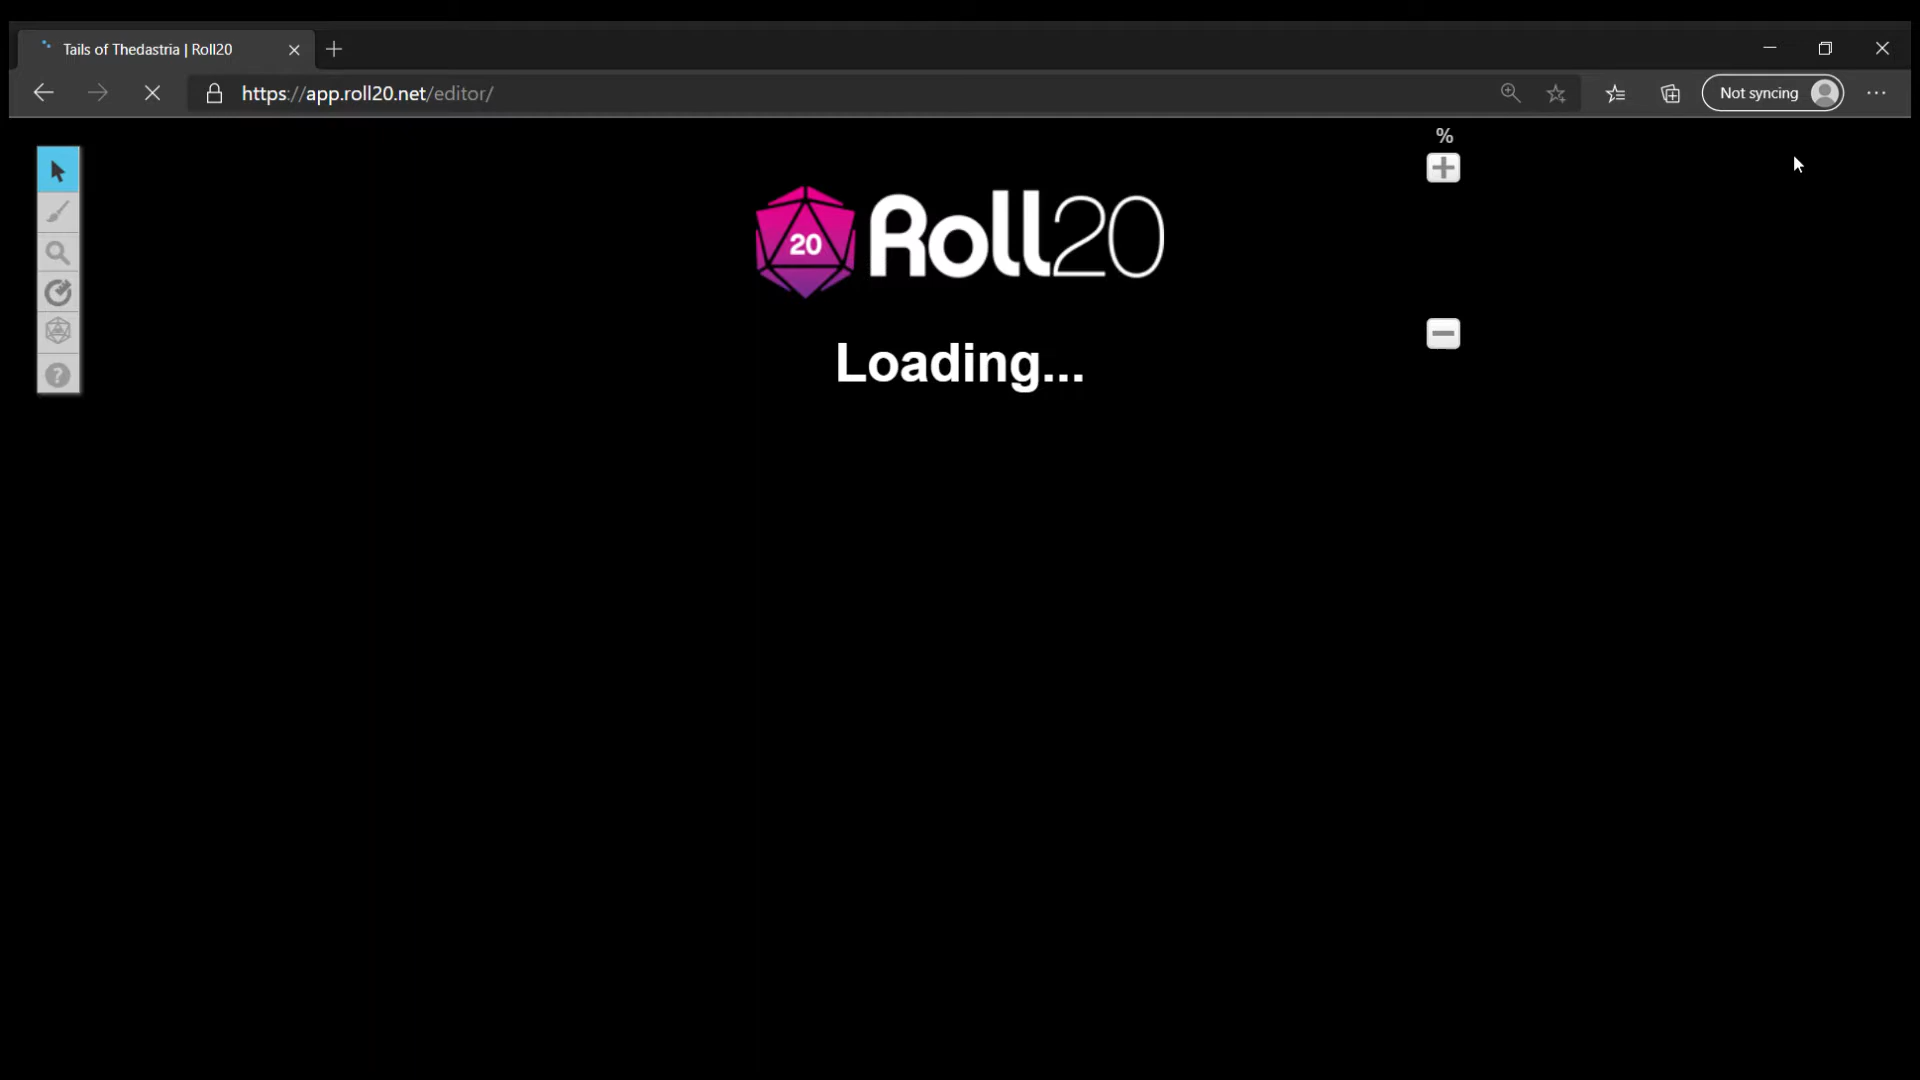 Tails of Thedastria | Roll20
https://app.roll20.net/editor/
Not syncing
%
20 Roll20
Loading...
?